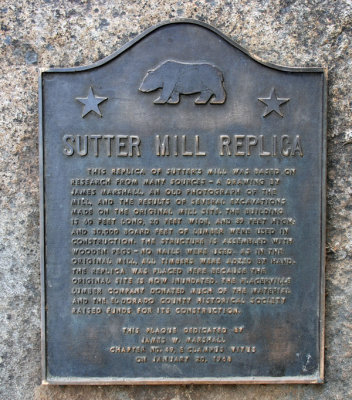 SUTTER MILL REPLICA
THIS REPLICA OF SUTTER'S MILL WAS BASED ON
RESEARCH FROM MANY SOURCES - A DRAWING BY
JAMES MARSHALL, AN OLD PHOTOGRAPH OF THE
MILL, AND THE RESULTS OF SEVERAL EXCAVATIONS
MADE ON THE ORIGINAL MILL SITE. THE BUILDING
IS 60 FEET LONG, 20 FEET WIDE, AND 39 FEET HIGH;
AND 30,000 BOARD FEET OF LUMBER WERE USED IN
CONSTRUCTION. THE STRUCTURE IS ASSEMBLED WITH
WOODEN PEGS - NO NAILS WERE USED. AS IN THE
ORIGINAL MILL, ALL TIMBERS WERE ADZED BY HAND.
THE REPLICA WAS PLACED HERE BECAUSE THE
ORIGINAL SITE IS NOW INUNDATED. THE PLACERVILLE
LUMBER COMPANY DONATED MUCH OF THE MATERIAL
AND THE ELDORADO COUNTY HISTORICAL SOCIETY
RAISED FUNDS FOR ITS CONSTRUCTION.
THIS PLAQUE DEDICATED BY
JAMES W. MARSHALL
CHAPTER NO. 49, E CLAMPUS VITUS
ON JANUARY 20, 1968